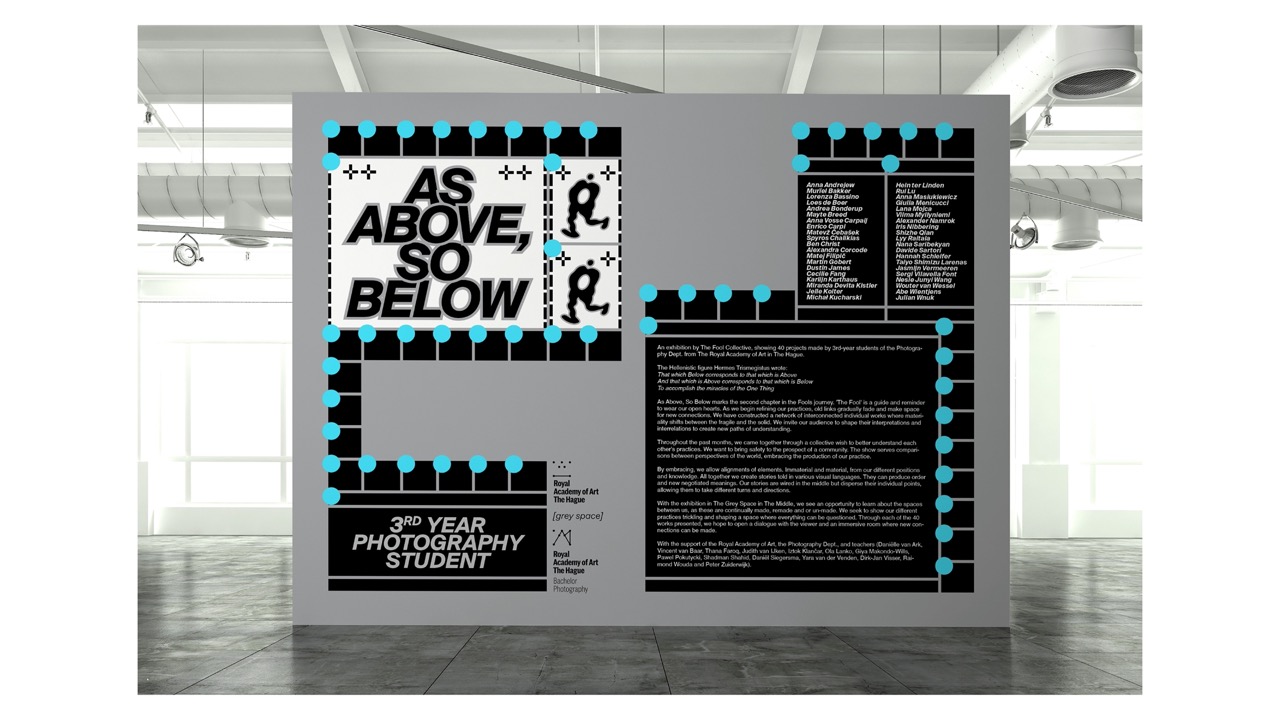 AS
ABOVE,
SO
BELOW
3RD YEAR
PHOTOGRAPHY
STUDENT
Royal
Academy of Art
The Hague
[grey space]
Royal
Academy of Art
The Hague
Bachelor
Photography
Anna Andrejew
Muriel Bakker
Lorenza Bassino
Loes de Boer
Andrea Bonderup
Mayte Breed
Anna Vosse Carpaij
Enrico Carpi
Matevž Čebašek
Spyros Chalikias
Ben Christ
Alexandra Corcode
Matej Filipič
Martin Gobert
Dustin James
Cecilie Fang
Karlijn Karthaus
Miranda Devita Kistler
Jelle Kolter
Michał Kucharski
Hein ter Linden
Rui Lu
Anna Masiukiewicz
Giulia Menicucci
Lana Mojca
Vilma Myllyniemi
Alexander Namrok
Iris Nibbering
Shizhe Qian
Lyy Raitala
Nana Saribekyan
Davide Sartori
Hannah Schleifer
Taiyo Shimizu Larenas
Jasmijn Vermeeren
Sergi Vilavella Font
Nesie Junyi Wang
Wouter van Wessel
Abe Wientjens
Julian Wnuk
An exhibition by The Fool Collective, showing 40 projects made by 3rd-year students of the Photogra-
phy Dept. from The Royal Academy of Art in The Hague.
The Hellenistic figure Hermes Trismegistus wrote:
That which Below corresponds to that which is Above
And that which is Above corresponds to that which is Below
To accomplish the miracles of the One Thing
As Above, So Below marks the second chapter in the Fools journey. 'The Fool' is a guide and reminder
to wear our open hearts. As we begin refining our practices, old links gradually fade and make space
for new connections. We have constructed a network of interconnected individual works where materi-
ality shifts between the fragile and the solid. We invite our audience to shape their interpretations and
interrelations to create new paths of understanding.
Throughout the past months, we came together through a collective wish to better understand each
other's practices. We want to bring safety to the prospect of a community. The show serves compari-
sons between perspectives of the world, embracing the production of our practice.
By embracing, we allow alignments of elements. Immaterial and material, from our different positions
and knowledge. All together we create stories told in various visual languages. They can produce order
and new negotiated meanings. Our stories are wired in the middle but disperse their individual points,
allowing them to take different turns and directions.
With the exhibition in The Grey Space in The Middle, we see an opportunity to learn about the spaces
between us, as these are continually made, remade or un-made. We seek to show our different
practices trickling and shaping a space where everything can be questioned. Through each of the 40
works presented, we hope to open a dialogue with the viewer and an immersive room where new con-
nections can be made.
With the support of the Royal Academy of Art, the Photography Dept., and teachers (Daniëlle van Ark,
Vincent van Baar, Thana Faroq, Judith van IJken, Iztok Klančar, Ola Lanko, Giya Makondo-Wills,
Pawel Pokutycki, Shadman Shahid, Daniël Siegersma, Yara van der Venden, Dirk-Jan Visser, Rai-
mond Wouda and Peter Zuiderwijk).